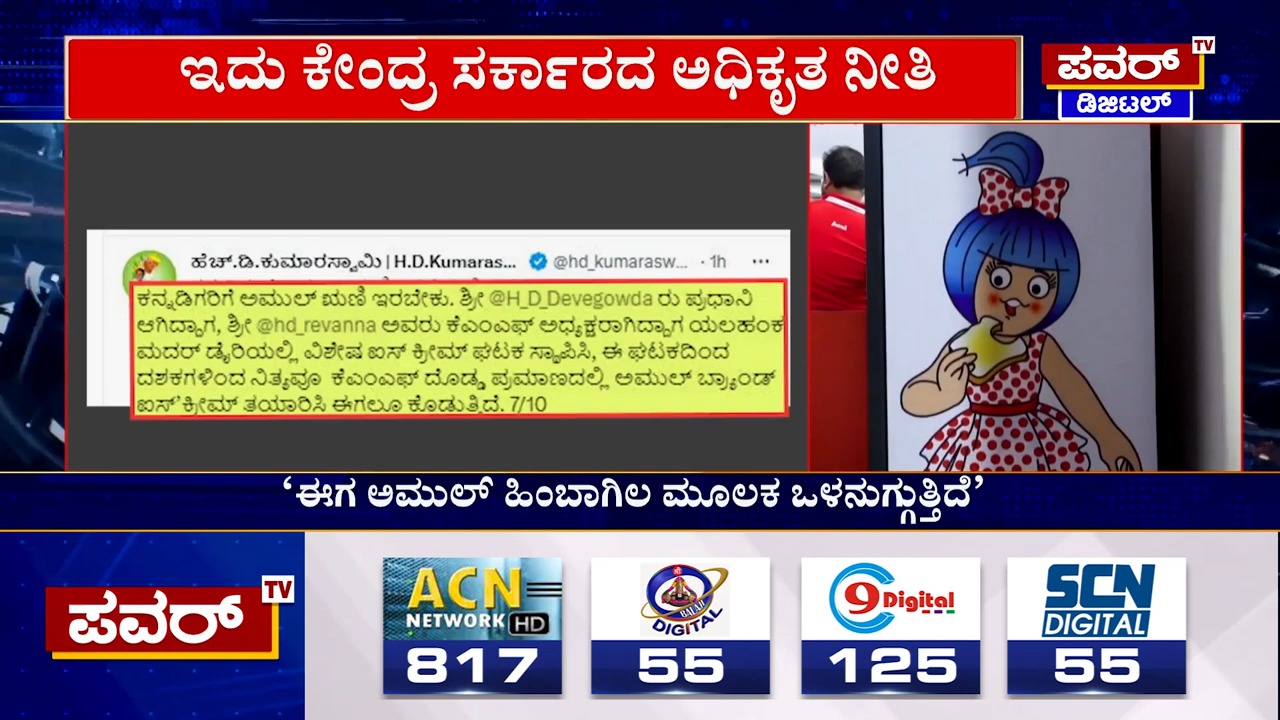 ಇದು ಕೇಂದ್ರ ಸರ್ಕಾರದ ಅಧಿಕೃತ ನೀತಿ
ಪವರ್ TV
ಡಿಜಿಟಲ್
ಹೆಚ್.ಡಿ.ಕುಮಾರಸ್ವಾಮಿ | H.D.Kumaras... @hd_kumarasw... · 1h ...
ಕನ್ನಡಿಗರಿಗೆ ಅಮುಲ್ ಋಣಿ ಇರಬೇಕು. ಶ್ರೀ @H_D_Devegowda ರು ಪ್ರಧಾನಿ
ಆಗಿದ್ದಾಗ, ಶ್ರೀ @hd_revanna ಅವರು ಕೆಎಂಎಫ್ ಅಧ್ಯಕ್ಷರಾಗಿದ್ದಾಗ ಯಲಹಂಕ
ಮದರ್ ಡೈರಿಯಲ್ಲಿ ವಿಶೇಷ ಐಸ್ ಕ್ರೀಮ್ ಘಟಕ ಸ್ಥಾಪಿಸಿ, ಈ ಘಟಕದಿಂದ
ದಶಕಗಳಿಂದ ನಿತ್ಯವೂ ಕೆಎಂಎಫ್ ದೊಡ್ಡ ಪ್ರಮಾಣದಲ್ಲಿ ಅಮುಲ್ ಬ್ರ್ಯಾಂಡ್
ಐಸ್'ಕ್ರೀಮ್ ತಯಾರಿಸಿ ಈಗಲೂ ಕೊಡುತ್ತಿದೆ. 7/10
Amul
‘ಈಗ ಅಮುಲ್ ಹಿಂಬಾಗಿಲ ಮೂಲಕ ಒಳನುಗ್ಗುತ್ತಿದೆ’
ಪವರ್ TV
ACN NETWORK HD
817
BALAJI DIGITAL
55
C 9 Digital
125
SCN DIGITAL
55